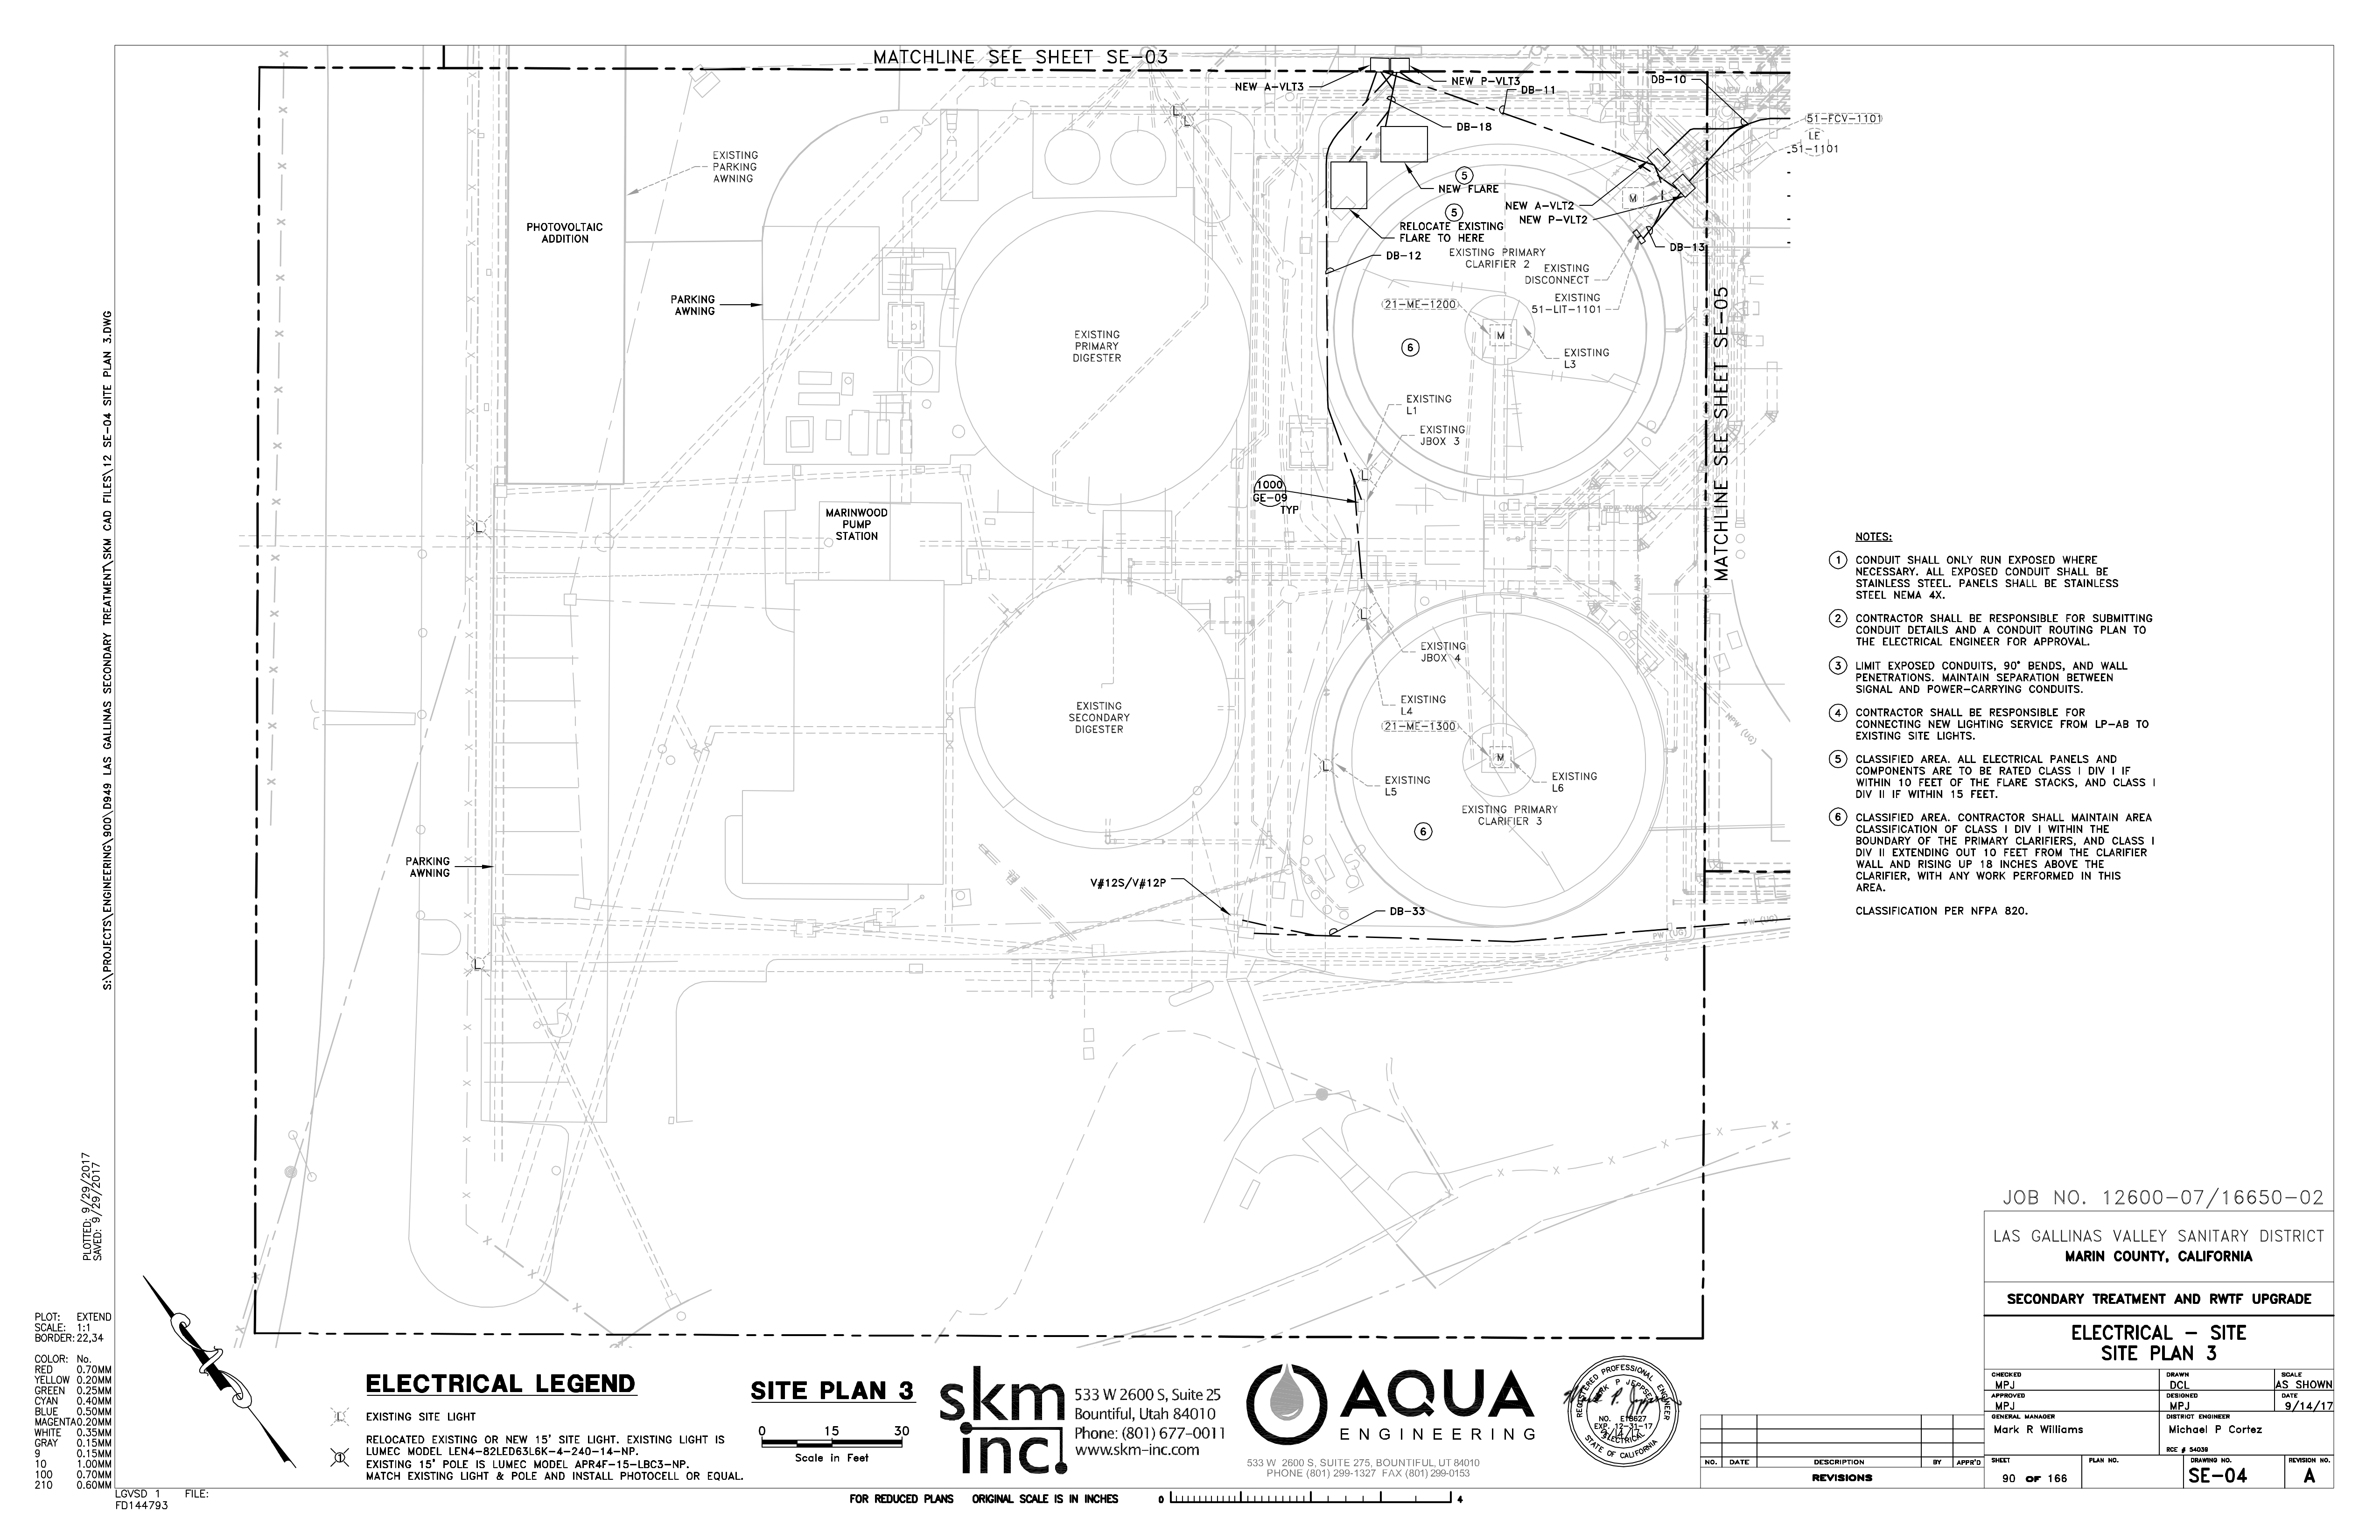 MATCHLINE SEE SHEET SE-03
NEW A-VLT3
NEW P-VLT3
DB-11
DB-10
DB-18
51-FCV-1101
LE
51-1101
EXISTING
PARKING
AWNING
PHOTOVOLTAIC
ADDITION
5
NEW FLARE
5
RELOCATE EXISTING
FLARE TO HERE
NEW A-VLT2
NEW P-VLT2
M
DB-13
DB-12
EXISTING PRIMARY
CLARIFIER 2
EXISTING
DISCONNECT
EXISTING
51-LIT-1101
21-ME-1200
M
6
EXISTING
L3
PARKING
AWNING
EXISTING
PRIMARY
DIGESTER
MATCHLINE SEE SHEET SE-05
EXISTING
L1
EXISTING
JBOX 3
L
1000
GE-09
TYP
MARINWOOD
PUMP
STATION
L
L
EXISTING
JBOX 4
EXISTING
L4
21-ME-1300
M
EXISTING
SECONDARY
DIGESTER
L
EXISTING
L5
EXISTING
L6
EXISTING PRIMARY
CLARIFIER 3
6
NPW (UG)
PARKING
AWNING
V#12S/V#12P
DB-33
PW (UG)
PW (UG)
L
NOTES:
1 CONDUIT SHALL ONLY RUN EXPOSED WHERE
NECESSARY. ALL EXPOSED CONDUIT SHALL BE
STAINLESS STEEL. PANELS SHALL BE STAINLESS
STEEL NEMA 4X.
2 CONTRACTOR SHALL BE RESPONSIBLE FOR SUBMITTING
CONDUIT DETAILS AND A CONDUIT ROUTING PLAN TO
THE ELECTRICAL ENGINEER FOR APPROVAL.
3 LIMIT EXPOSED CONDUITS, 90° BENDS, AND WALL
PENETRATIONS. MAINTAIN SEPARATION BETWEEN
SIGNAL AND POWER-CARRYING CONDUITS.
4 CONTRACTOR SHALL BE RESPONSIBLE FOR
CONNECTING NEW LIGHTING SERVICE FROM LP-AB TO
EXISTING SITE LIGHTS.
5 CLASSIFIED AREA. ALL ELECTRICAL PANELS AND
COMPONENTS ARE TO BE RATED CLASS I DIV I IF
WITHIN 10 FEET OF THE FLARE STACKS, AND CLASS I
DIV II IF WITHIN 15 FEET.
6 CLASSIFIED AREA. CONTRACTOR SHALL MAINTAIN AREA
CLASSIFICATION OF CLASS I DIV I WITHIN THE
BOUNDARY OF THE PRIMARY CLARIFIERS, AND CLASS I
DIV II EXTENDING OUT 10 FEET FROM THE CLARIFIER
WALL AND RISING UP 18 INCHES ABOVE THE
CLARIFIER, WITH ANY WORK PERFORMED IN THIS
AREA.
CLASSIFICATION PER NFPA 820.
S:\PROJECTS\ENGINEERING\900\D949 LAS GALLINAS SECONDARY TREATMENT\SKM CAD FILES\12 SE-04 SITE PLAN 3.DWG
PLOTTED: 9/29/2017
SAVED: 9/29/2017
PLOT: EXTEND
SCALE: 1:1
BORDER: 22,34
COLOR: No.
RED 0.70MM
YELLOW 0.20MM
GREEN 0.25MM
CYAN 0.40MM
BLUE 0.50MM
MAGENTA 0.20MM
WHITE 0.35MM
GRAY 0.15MM
9 0.15MM
10 1.00MM
100 0.70MM
210 0.60MM
LGVSD 1 FILE:
FD144793
ELECTRICAL LEGEND
L EXISTING SITE LIGHT
RELOCATED EXISTING OR NEW 15' SITE LIGHT. EXISTING LIGHT IS
LUMEC MODEL LEN4-82LED63L6K-4-240-14-NP.
EXISTING 15' POLE IS LUMEC MODEL APR4F-15-LBC3-NP.
MATCH EXISTING LIGHT & POLE AND INSTALL PHOTOCELL OR EQUAL.
SITE PLAN 3
0 15 30
Scale in Feet
skm
inc.
533 W 2600 S, Suite 25
Bountiful, Utah 84010
Phone: (801) 677-0011
www.skm-inc.com
AQUA
ENGINEERING
533 W 2600 S, SUITE 275, BOUNTIFUL, UT 84010
PHONE (801) 299-1327 FAX (801) 299-0153
REGISTERED PROFESSIONAL ENGINEER
MARK P JEPPSEN
NO. E18627
EXP. 12-31-17
ELECTRICAL
STATE OF CALIFORNIA
FOR REDUCED PLANS ORIGINAL SCALE IS IN INCHES 0 4
NO. DATE DESCRIPTION BY APPR'D
REVISIONS
JOB NO. 12600-07/16650-02
LAS GALLINAS VALLEY SANITARY DISTRICT
MARIN COUNTY, CALIFORNIA
SECONDARY TREATMENT AND RWTF UPGRADE
ELECTRICAL - SITE
SITE PLAN 3
CHECKED DRAWN SCALE
MPJ DCL AS SHOWN
APPROVED DESIGNED DATE
MPJ MPJ 9/14/17
GENERAL MANAGER DISTRICT ENGINEER
Mark R Williams Michael P Cortez
RCE # 54039
SHEET PLAN NO. DRAWING NO. REVISION NO.
90 OF 166 SE-04 A